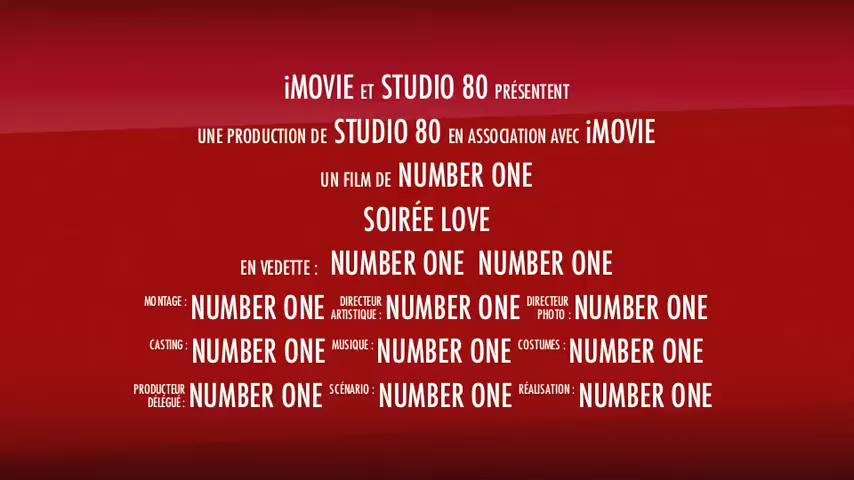 iMOVIE ET STUDIO 80 PRÉSENTENT
UNE PRODUCTION DE STUDIO 80 EN ASSOCIATION AVEC iMOVIE
UN FILM DE NUMBER ONE
SOIRÉE LOVE
EN VEDETTE : NUMBER ONE NUMBER ONE
MONTAGE : NUMBER ONE DIRECTEUR ARTISTIQUE : NUMBER ONE DIRECTEUR PHOTO : NUMBER ONE
CASTING : NUMBER ONE MUSIQUE : NUMBER ONE COSTUMES : NUMBER ONE
PRODUCTEUR DÉLÉGUÉ : NUMBER ONE SCÉNARIO : NUMBER ONE RÉALISATION : NUMBER ONE